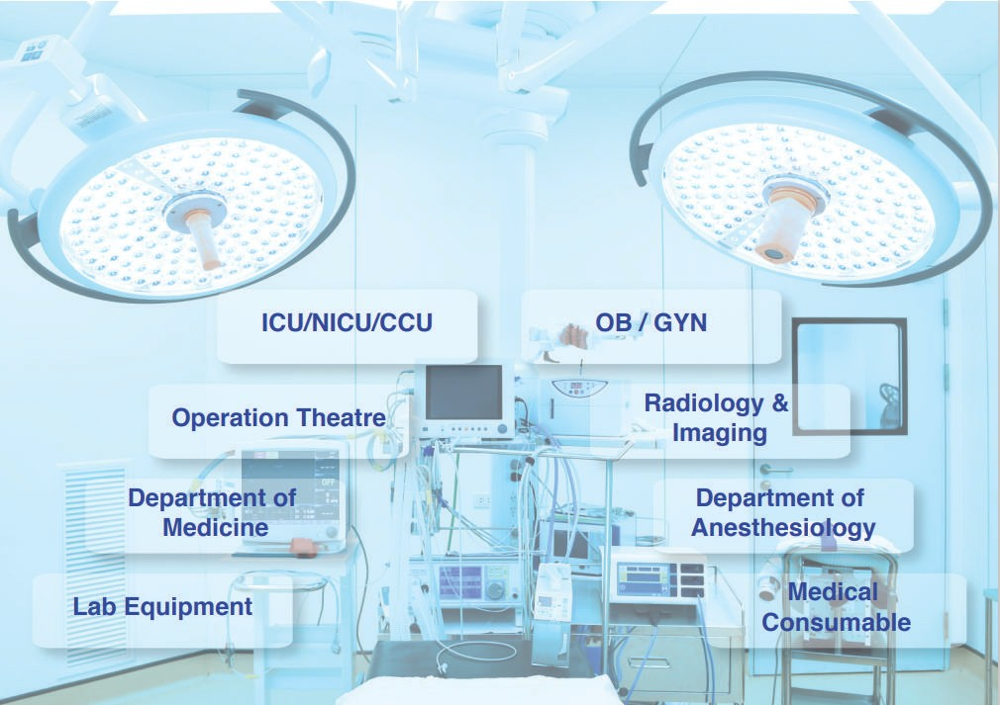 ICU/NICU/CCU
OB / GYN
Operation Theatre
Radiology &
Imaging
Department of
Medicine
Department of
Anesthesiology
Lab Equipment
Medical
Consumable
OFF